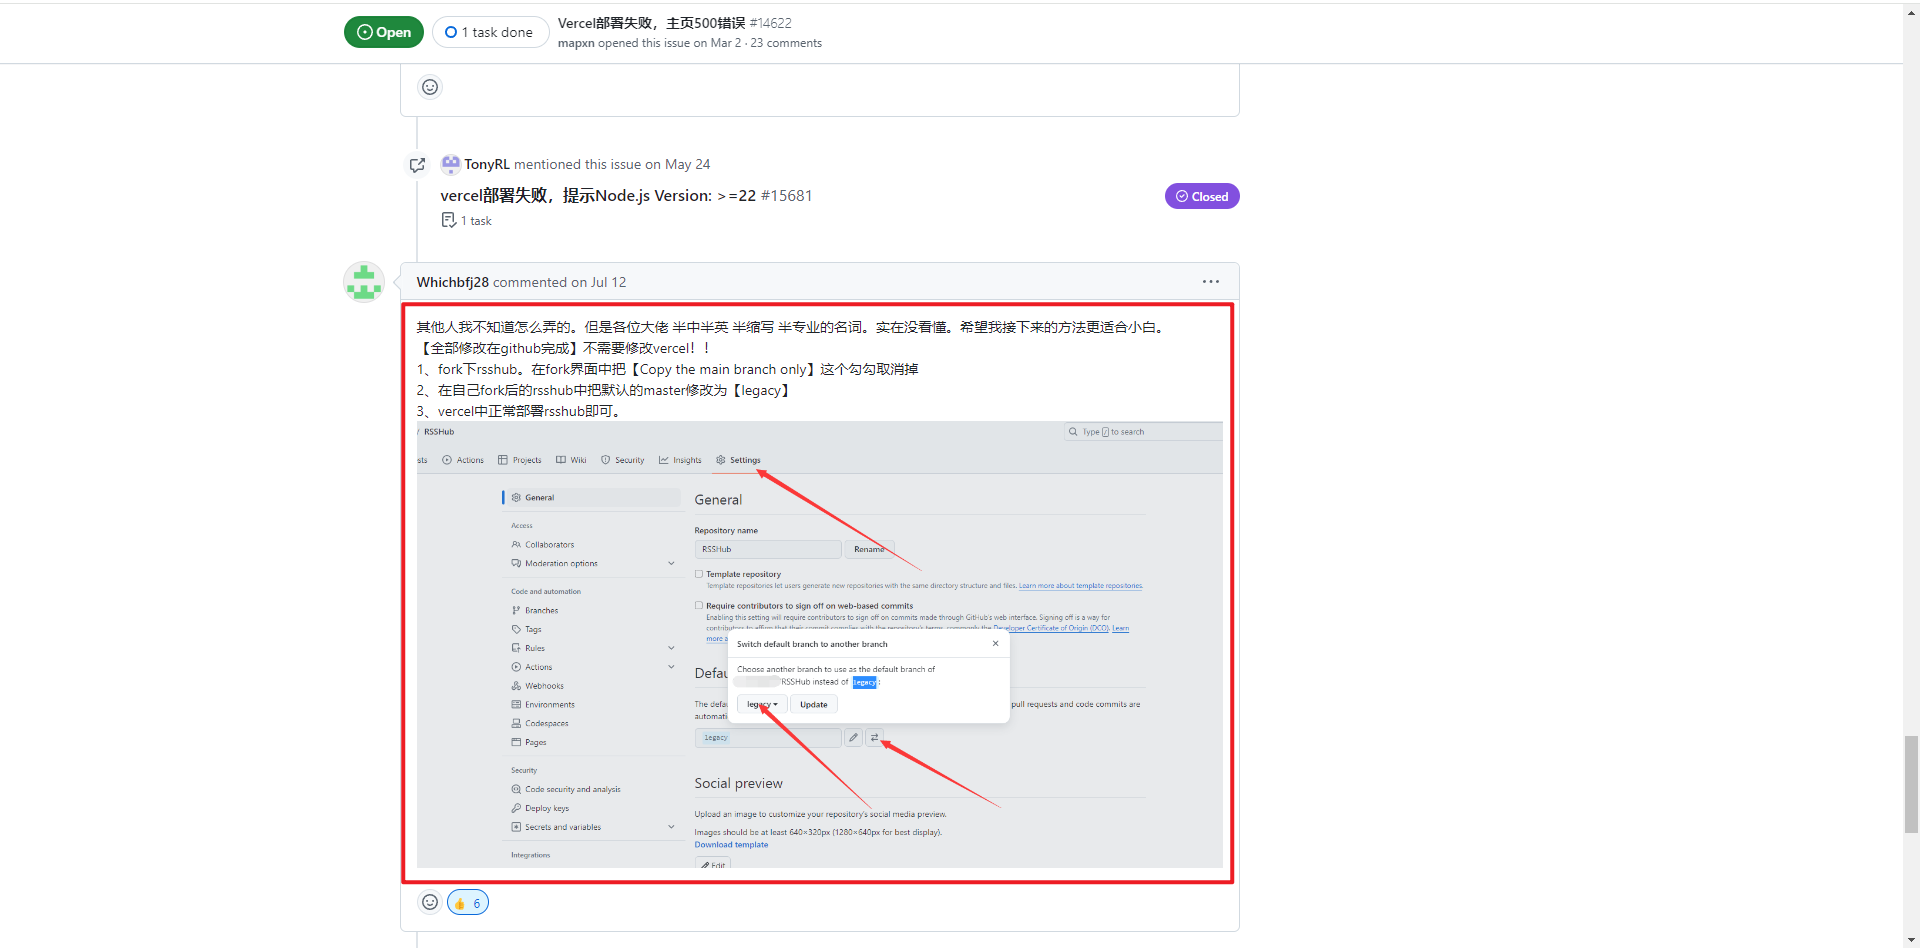 Open
1 task done
Vercel部署失败，主页500错误 #14622
mapxn opened this issue on Mar 2 · 23 comments
TonyRL mentioned this issue on May 24
vercel部署失败，提示Node.js Version: >=22 #15681
Closed
1 task
Whichbfj28 commented on Jul 12
其他人我不知道怎么弄的。但是各位大佬 半中半英 半缩写 半专业的名词。实在没看懂。希望我接下来的方法更适合小白。
【全部修改在github完成】不需要修改vercel！！
1、fork下rsshub。在fork界面中把【Copy the main branch only】这个勾勾取消掉
2、在自己fork后的rsshub中把默认的master修改为【legacy】
3、vercel中正常部署rsshub即可。
/ RSSHub
Type / to search
sts Actions Projects Wiki Security Insights Settings
General
Access
Collaborators
Moderation options
Code and automation
Branches
Tags
Rules
Actions
Webhooks
Environments
Codespaces
Pages
Security
Code security and analysis
Deploy keys
Secrets and variables
Integrations
General
Repository name
RSSHub
Rename
Template repository
Template repositories let users generate new repositories with the same directory structure and files. Learn more about template repositories.
Require contributors to sign off on web-based commits
Enabling this setting will require contributors to sign off on commits made through GitHub's web interface. Signing off is a way for
contributors to affirm that their commit complies with the repository's terms, commonly the Developer Certificate of Origin (DCO). Learn
more a
Switch default branch to another branch
Choose another branch to use as the default branch of
/RSSHub instead of legacy:
legacy
Update
Defau
The defau
pull requests and code commits are
automati
legacy
Social preview
Upload an image to customize your repository's social media preview.
Images should be at least 640×320px (1280×640px for best display).
Download template
Edit
6